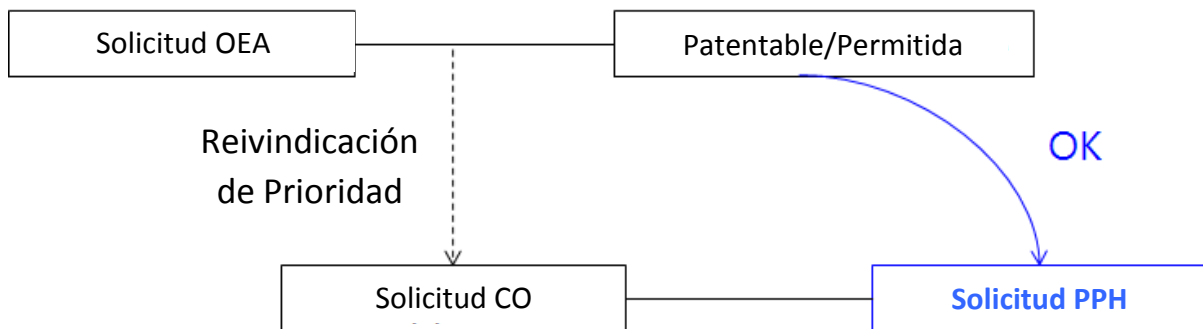 Solicitud OEA
Patentable/Permitida
Reivindicación
de Prioridad
OK
Solicitud CO
Solicitud PPH